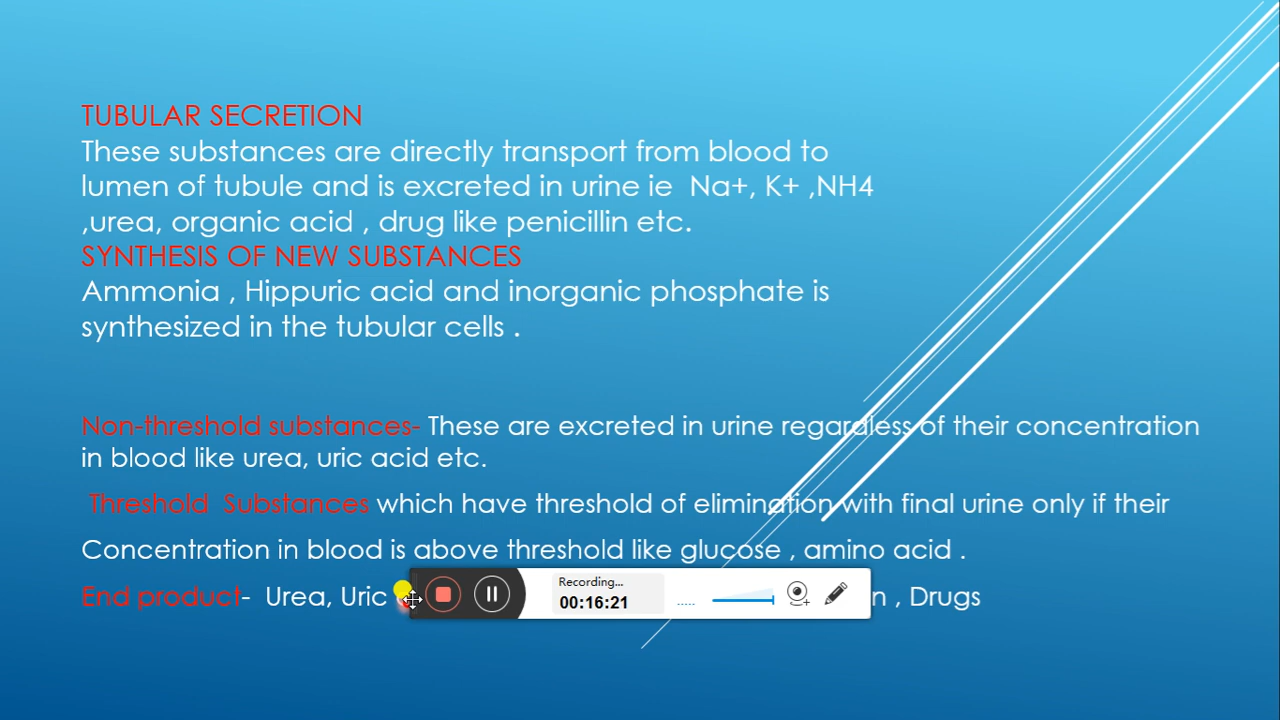 TUBULAR SECRETION
These substances are directly transport from blood to
lumen of tubule and is excreted in urine ie Na+, K+ ,NH4
,urea, organic acid , drug like penicillin etc.
SYNTHESIS OF NEW SUBSTANCES
Ammonia , Hippuric acid and inorganic phosphate is
synthesized in the tubular cells .
Non-threshold substances- These are excreted in urine regardless of their concentration
in blood like urea, uric acid etc.
Threshold Substances which have threshold of elimination with final urine only if their
Concentration in blood is above threshold like glucose , amino acid .
End product- Urea, Uric n , Drugs
Recording...
00:16:21